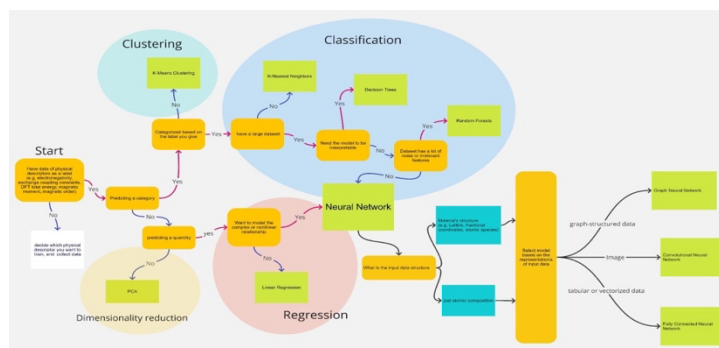 Clustering
Classification
K-Means Clustering
K-Nearest Neighbors
Decision Trees
Random Forests
No
No
Yes
Yes
Categorized based on
the label you give
Yes
have a large dataset
Yes
Need the model to be
interpretable
No
Dataset has a lot of
noise or irrelevant
features
No
Start
Have data of physical
descriptors as a label
(e.g. electronegativity,
exchange coupling constants,
DFT total energy, magnetic
moment, magnetic order)
Yes
Predicting a category
Yes
No
No
decide which physical
descriptor you want to
train, and collect data
predicting a quantity
yes
Want to model the
complex or nonlinear
relationship
Yes
No
No
PCA
Dimensionality reduction
Linear Regression
Regression
Neural Network
What is the input data structure
Material's structure
(e.g. Lattice, fractional
coordinates, atomic species)
just atomic composition
Select model
based on the
representations
of input data
graph-structured data
Image
tabular or vectorized data
Graph Neural Network
Convolutional Neural
Network
Fully Connected Neural
Network